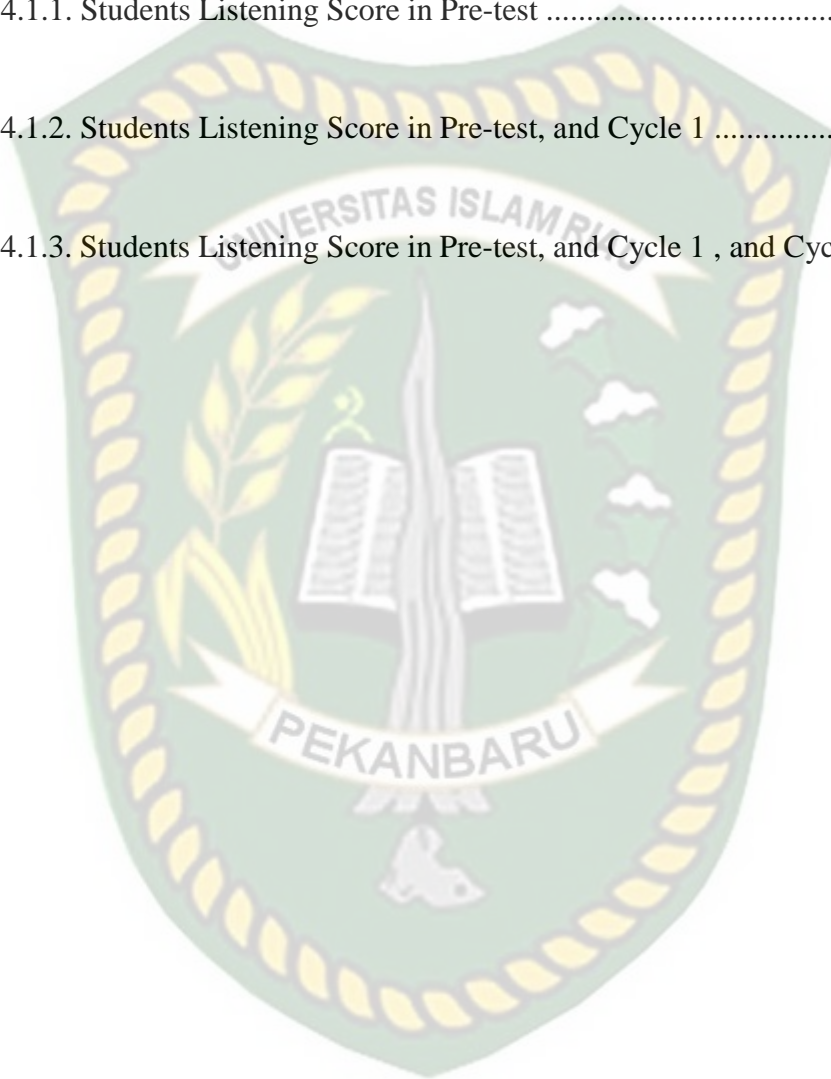 4.1.1. Students Listening Score in Pre-test ....................................
4.1.2. Students Listening Score in Pre-test, and Cycle 1 ...............
UNIVERSITAS ISLAM RIAU
4.1.3. Students Listening Score in Pre-test, and Cycle 1 , and Cyc
PEKANBARU